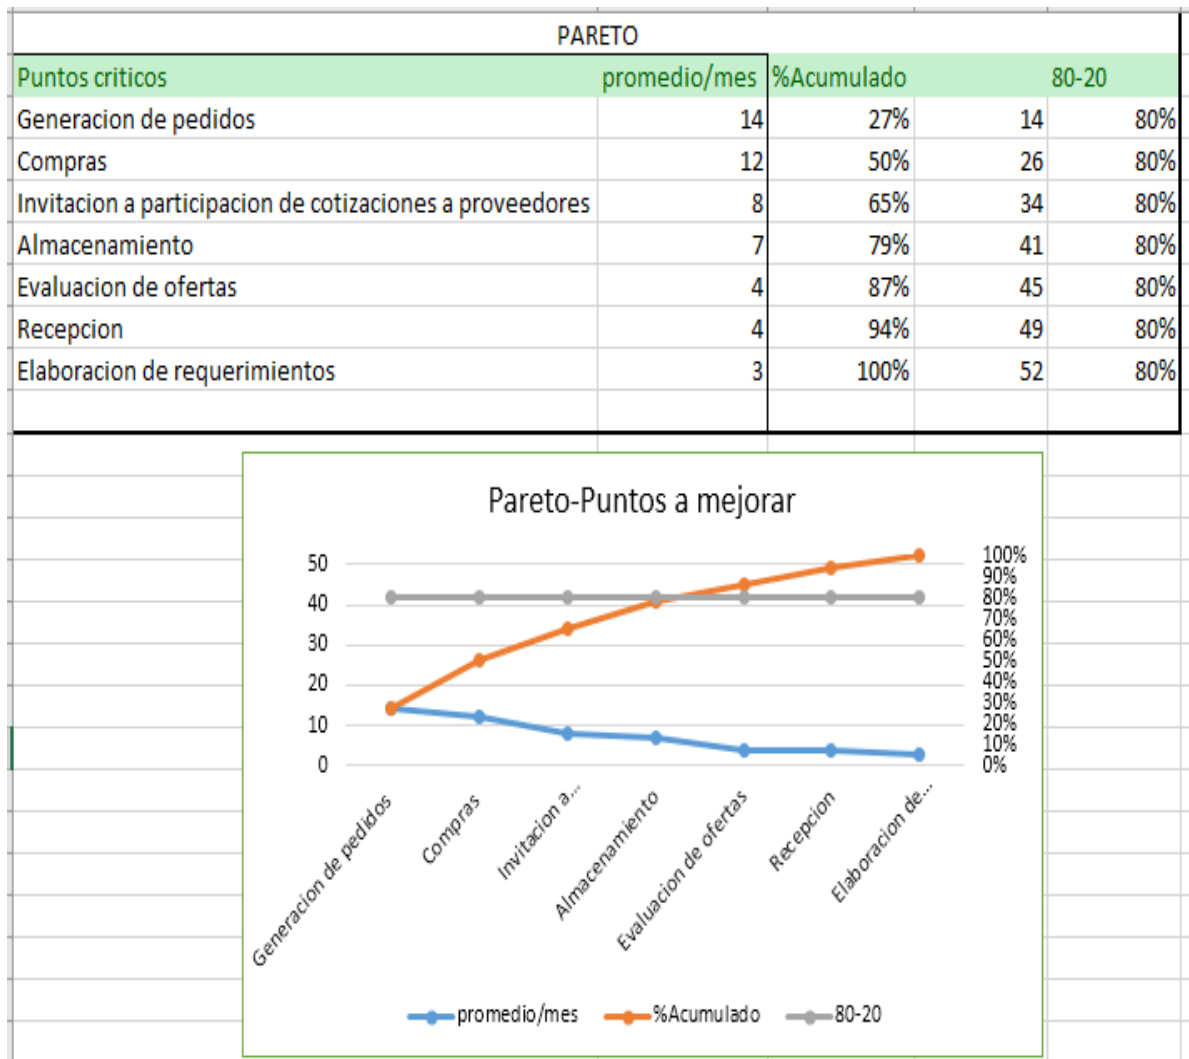 PARETO
Puntos criticos promedio/mes %Acumulado 80-20
Generacion de pedidos 14 27% 14 80%
Compras 12 50% 26 80%
Invitacion a participacion de cotizaciones a proveedores 8 65% 34 80%
Almacenamiento 7 79% 41 80%
Evaluacion de ofertas 4 87% 45 80%
Recepcion 4 94% 49 80%
Elaboracion de requerimientos 3 100% 52 80%
Pareto-Puntos a mejorar
50
40
30
20
10
0
100%
90%
80%
70%
60%
50%
40%
30%
20%
10%
0%
Generacion de pedidos
Compras
Invitacion a...
Almacenamiento
Evaluacion de ofertas
Recepcion
Elaboracion de...
promedio/mes %Acumulado 80-20